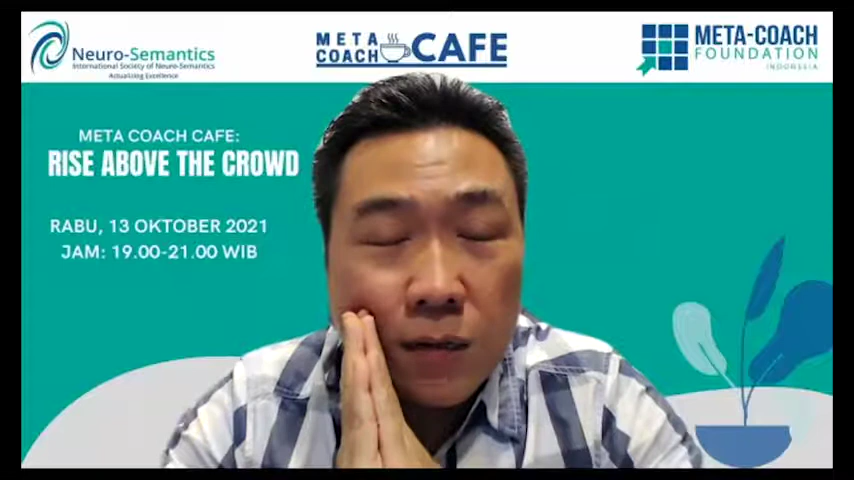 Neuro-Semantics
International Society of Neuro-Semantics
Actualizing Excellence
META
COACH
CAFE
META-COACH
FOUNDATION
INDONESIA
META COACH CAFE:
RISE ABOVE THE CROWD
RABU, 13 OKTOBER 2021
JAM: 19.00-21.00 WIB